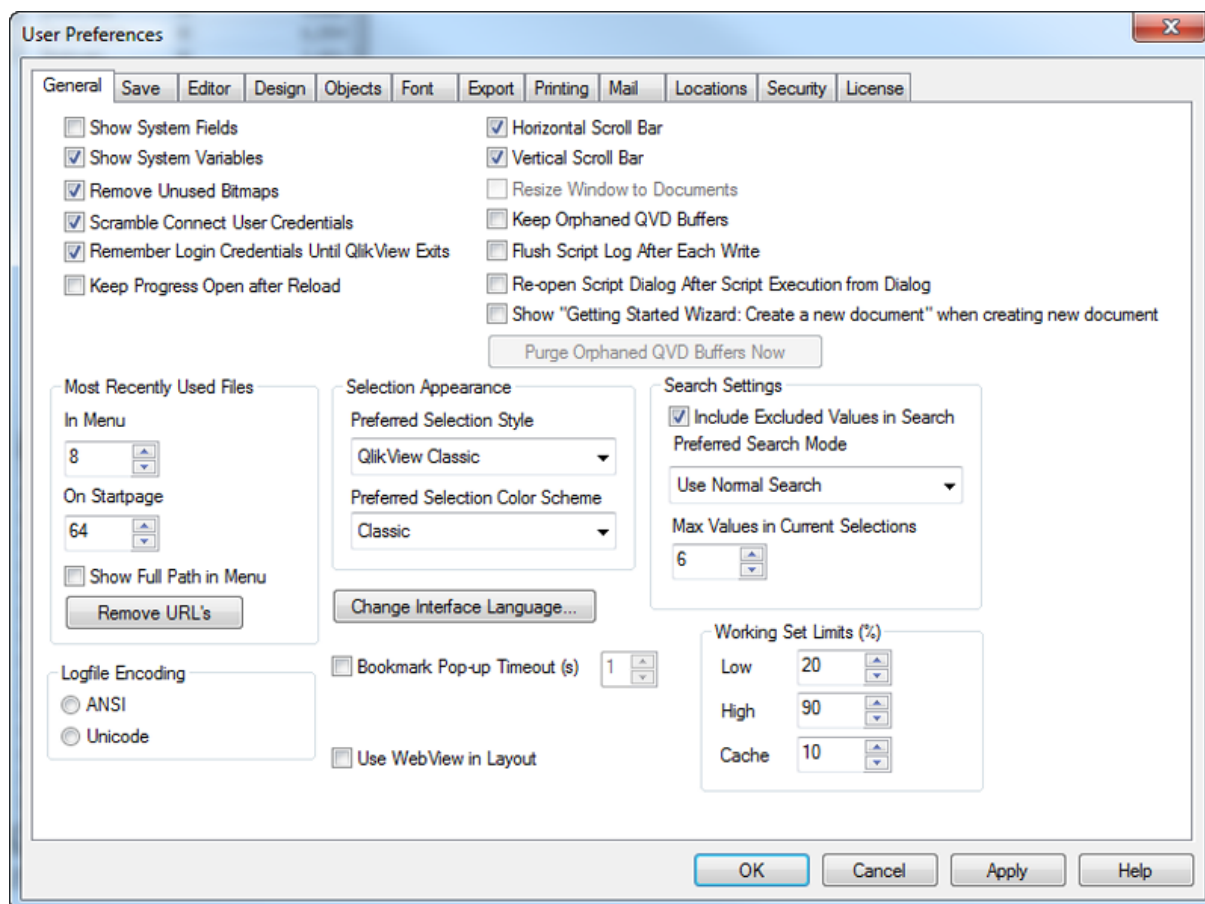 User Preferences
General Save Editor Design Objects Font Export Printing Mail Locations Security License
Show System Fields
Show System Variables
Remove Unused Bitmaps
Scramble Connect User Credentials
Remember Login Credentials Until QlikView Exits
Keep Progress Open after Reload
Horizontal Scroll Bar
Vertical Scroll Bar
Resize Window to Documents
Keep Orphaned QVD Buffers
Flush Script Log After Each Write
Re-open Script Dialog After Script Execution from Dialog
Show "Getting Started Wizard: Create a new document" when creating new document
Purge Orphaned QVD Buffers Now
Most Recently Used Files
In Menu
8
On Startpage
64
Show Full Path in Menu
Remove URL's
Logfile Encoding
ANSI
Unicode
Selection Appearance
Preferred Selection Style
QlikView Classic
Preferred Selection Color Scheme
Classic
Change Interface Language...
Bookmark Pop-up Timeout (s) 1
Use WebView in Layout
Search Settings
Include Excluded Values in Search
Preferred Search Mode
Use Normal Search
Max Values in Current Selections
6
Working Set Limits (%)
Low 20
High 90
Cache 10
OK Cancel Apply Help